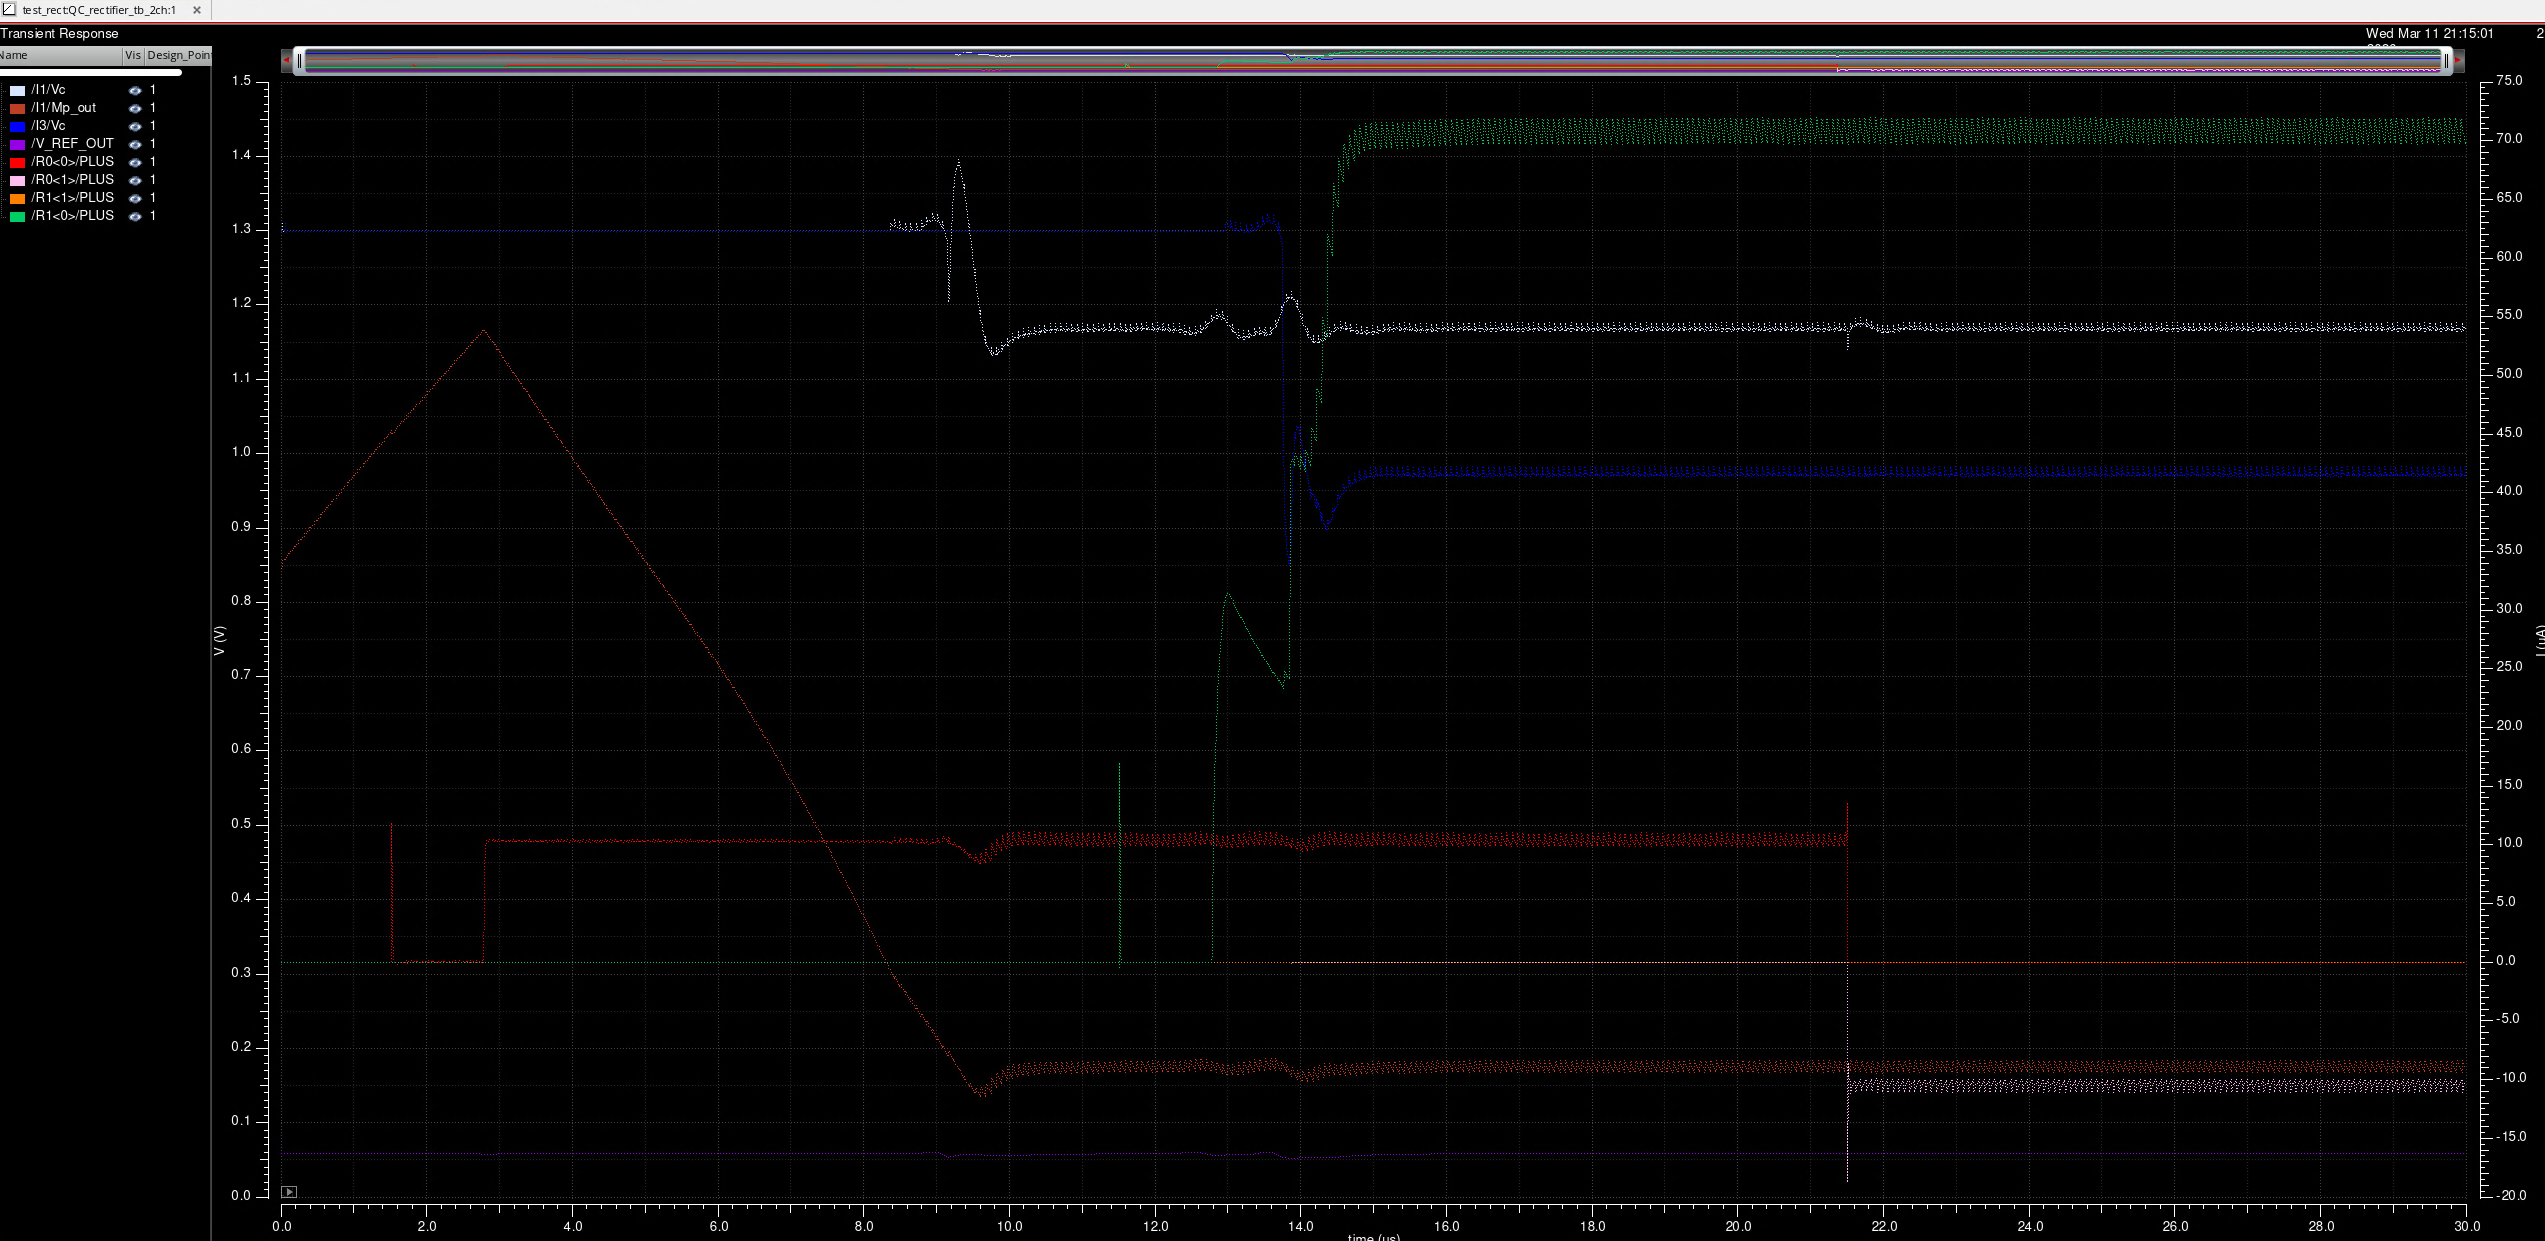 test_rect:QC_rectifier_tb_2ch:1
Transient Response
Wed Mar 11 21:15:01 2
Name Vis Design_Poin
/I1/Vc 1
/I1/Mp_out 1
/I3/Vc 1
/V_REF_OUT 1
/R0<0>/PLUS 1
/R0<1>/PLUS 1
/R1<1>/PLUS 1
/R1<0>/PLUS 1
1.5
1.4
1.3
1.2
1.1
1.0
0.9
0.8
0.7
0.6
0.5
0.4
0.3
0.2
0.1
0.0
V (V)
75.0
70.0
65.0
60.0
55.0
50.0
45.0
40.0
35.0
30.0
25.0
20.0
15.0
10.0
5.0
0.0
-5.0
-10.0
-15.0
-20.0
I (uA)
0.0 2.0 4.0 6.0 8.0 10.0 12.0 14.0 16.0 18.0 20.0 22.0 24.0 26.0 28.0 30.0
time (us)